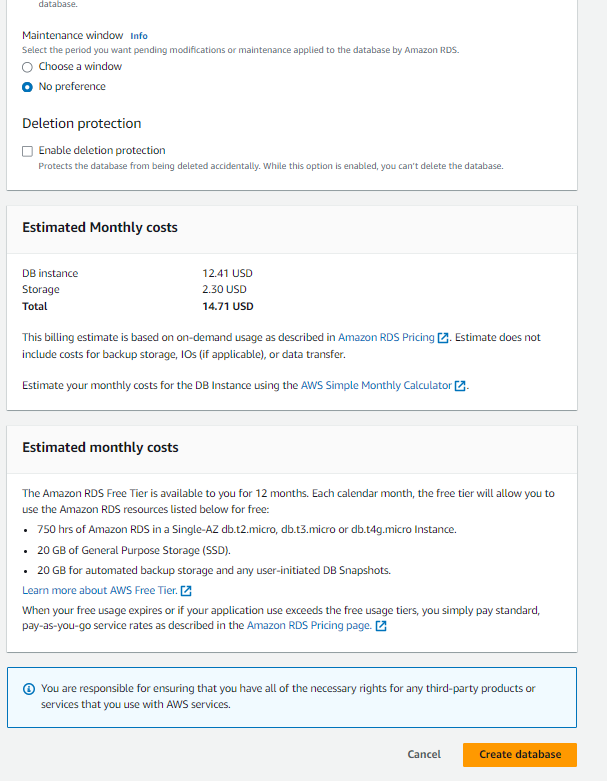 database.
Maintenance window Info
Select the period you want pending modifications or maintenance applied to the database by Amazon RDS.
Choose a window
No preference
Deletion protection
Enable deletion protection
Protects the database from being deleted accidentally. While this option is enabled, you can't delete the database.
Estimated Monthly costs
DB instance 12.41 USD
Storage 2.30 USD
Total 14.71 USD
This billing estimate is based on on-demand usage as described in Amazon RDS Pricing. Estimate does not
include costs for backup storage, IOs (if applicable), or data transfer.
Estimate your monthly costs for the DB Instance using the AWS Simple Monthly Calculator.
Estimated monthly costs
The Amazon RDS Free Tier is available to you for 12 months. Each calendar month, the free tier will allow you to
use the Amazon RDS resources listed below for free:
• 750 hrs of Amazon RDS in a Single-AZ db.t2.micro, db.t3.micro or db.t4g.micro Instance.
• 20 GB of General Purpose Storage (SSD).
• 20 GB for automated backup storage and any user-initiated DB Snapshots.
Learn more about AWS Free Tier.
When your free usage expires or if your application use exceeds the free usage tiers, you simply pay standard,
pay-as-you-go service rates as described in the Amazon RDS Pricing page.
You are responsible for ensuring that you have all of the necessary rights for any third-party products or
services that you use with AWS services.
Cancel Create database